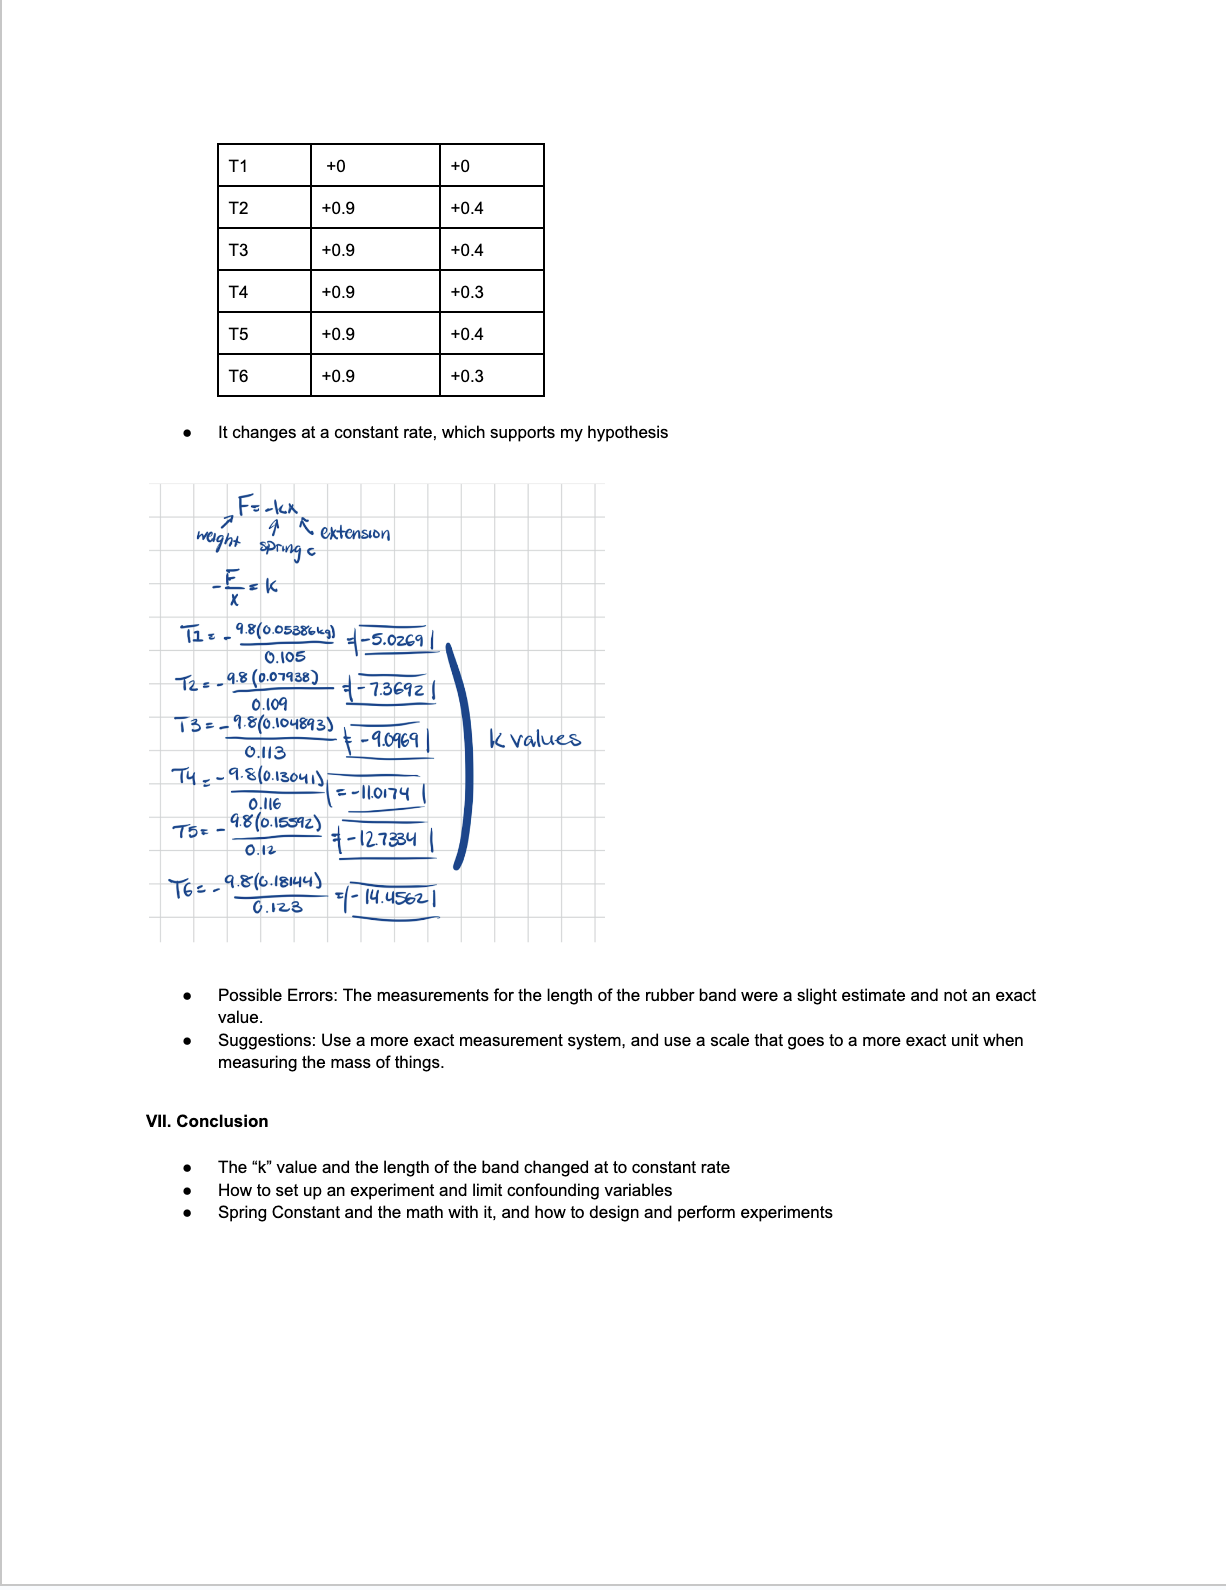 T1 +0 +0
T2 +0.9 +0.4
T3 +0.9 +0.4
T4 +0.9 +0.3
T5 +0.9 +0.4
T6 +0.9 +0.3
● It changes at a constant rate, which supports my hypothesis
F=-kx
weight spring c extension
-F/x = k
T1 = - 9.8(0.05386kg)/0.105 = -5.0269
T2 = - 9.8(0.07938)/0.109 = -7.3692
T3 = - 9.8(0.104893)/0.113 = -9.0969
T4 = - 9.8(0.13041)/0.116 = -11.0174
T5 = - 9.8(0.15592)/0.12 = -12.7334
T6 = - 9.8(0.18144)/0.123 = -14.4562
k values
● Possible Errors: The measurements for the length of the rubber band were a slight estimate and not an exact
value.
● Suggestions: Use a more exact measurement system, and use a scale that goes to a more exact unit when
measuring the mass of things.
VII. Conclusion
● The “k” value and the length of the band changed at to constant rate
● How to set up an experiment and limit confounding variables
● Spring Constant and the math with it, and how to design and perform experiments